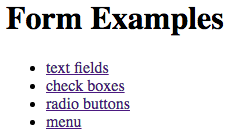 Form Examples
text fields
check boxes
radio buttons
menu